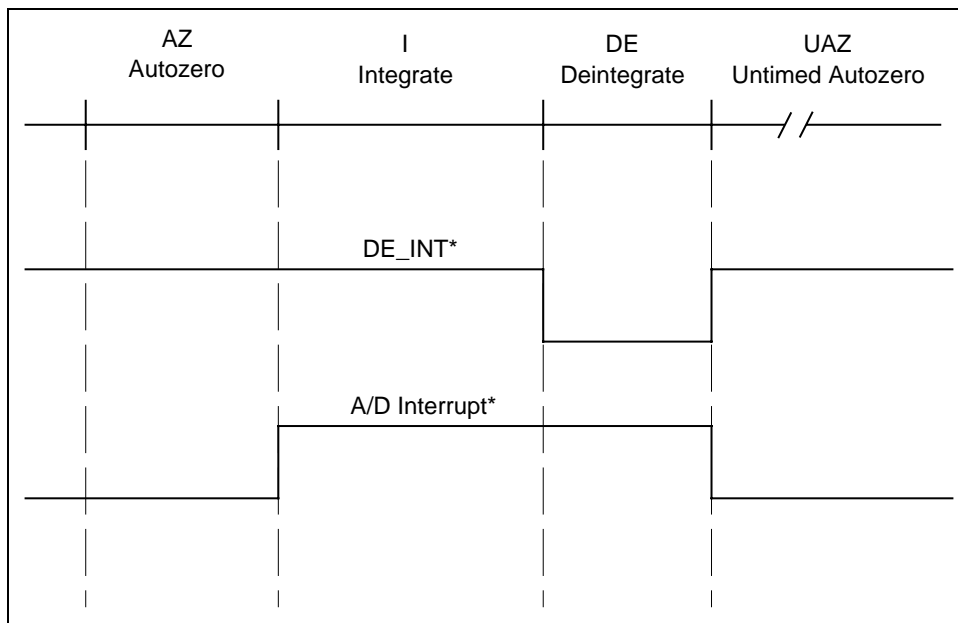 AZ
Autozero
I
Integrate
DE
Deintegrate
UAZ
Untimed Autozero
DE_INT*
A/D Interrupt*